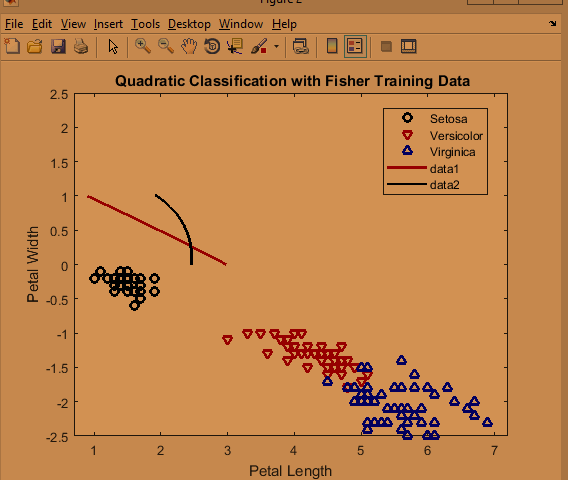 Figure 2
File Edit View Insert Tools Desktop Window Help
Quadratic Classification with Fisher Training Data
2.5
2
1.5
1
0.5
0
-0.5
-1
-1.5
-2
-2.5
Petal Width
Setosa
Versicolor
Virginica
data1
data2
1 2 3 4 5 6 7
Petal Length